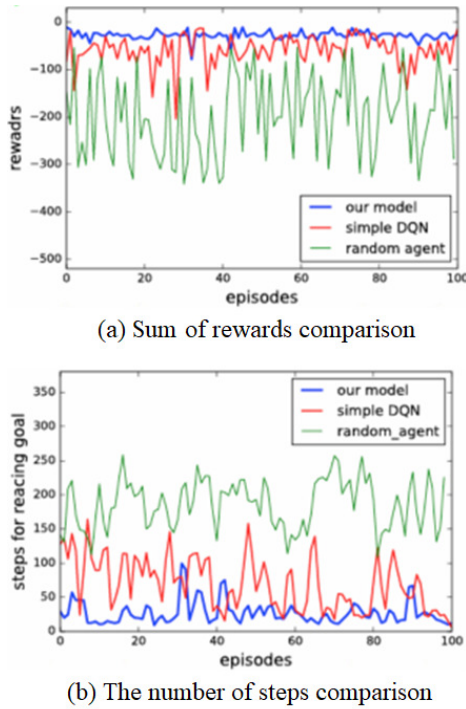 0
−100
−200
−300
−400
−500
rewadrs
our model
simple DQN
random agent
0 20 40 60 80 100
episodes
(a) Sum of rewards comparison
350
300
250
200
150
100
50
0
steps for reacing goal
our model
simple DQN
random_agent
0 20 40 60 80 100
episodes
(b) The number of steps comparison